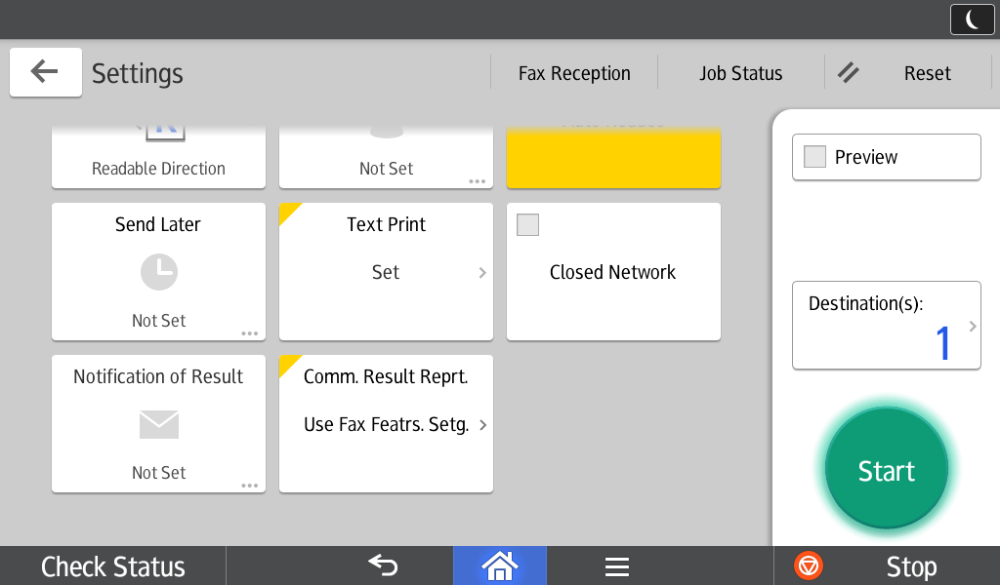 Settings
Fax Reception
Job Status
Reset
Readable Direction
Not Set
Preview
Send Later
Not Set
Text Print
Set
Closed Network
Destination(s):
1
Notification of Result
Not Set
Comm. Result Reprt.
Use Fax Featrs. Setg.
Start
Check Status
Stop